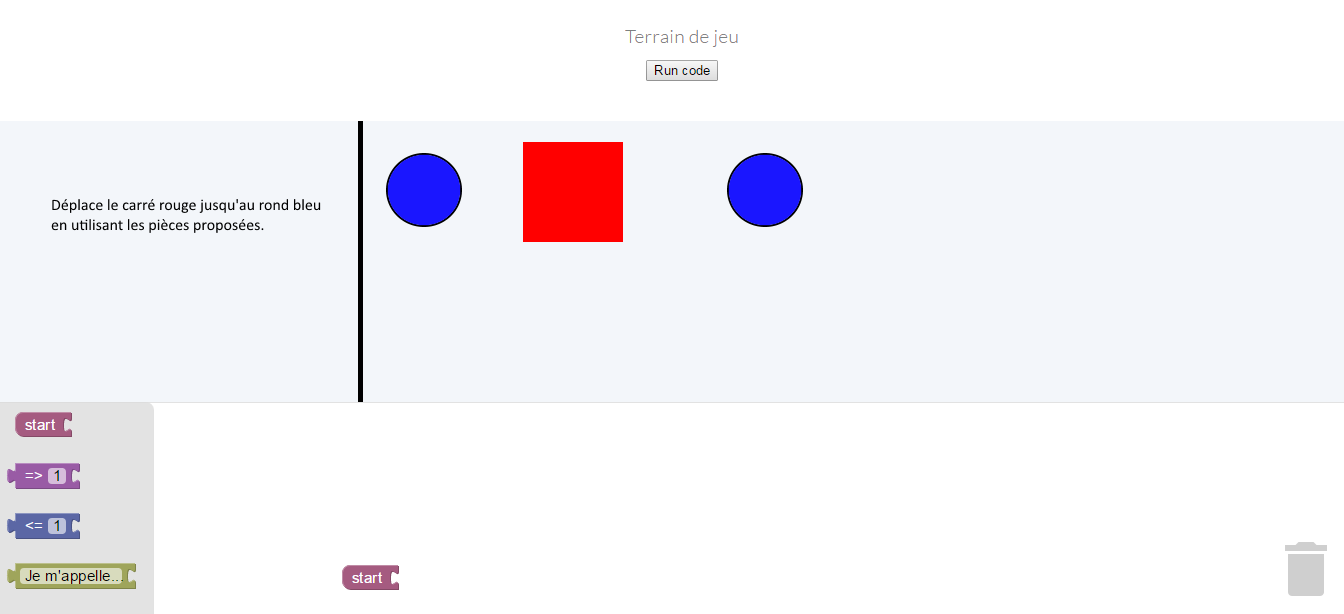 Terrain de jeu
Run code
Déplace le carré rouge jusqu'au rond bleu
en utilisant les pièces proposées.
start
=> 1
<= 1
Je m'appelle...
start